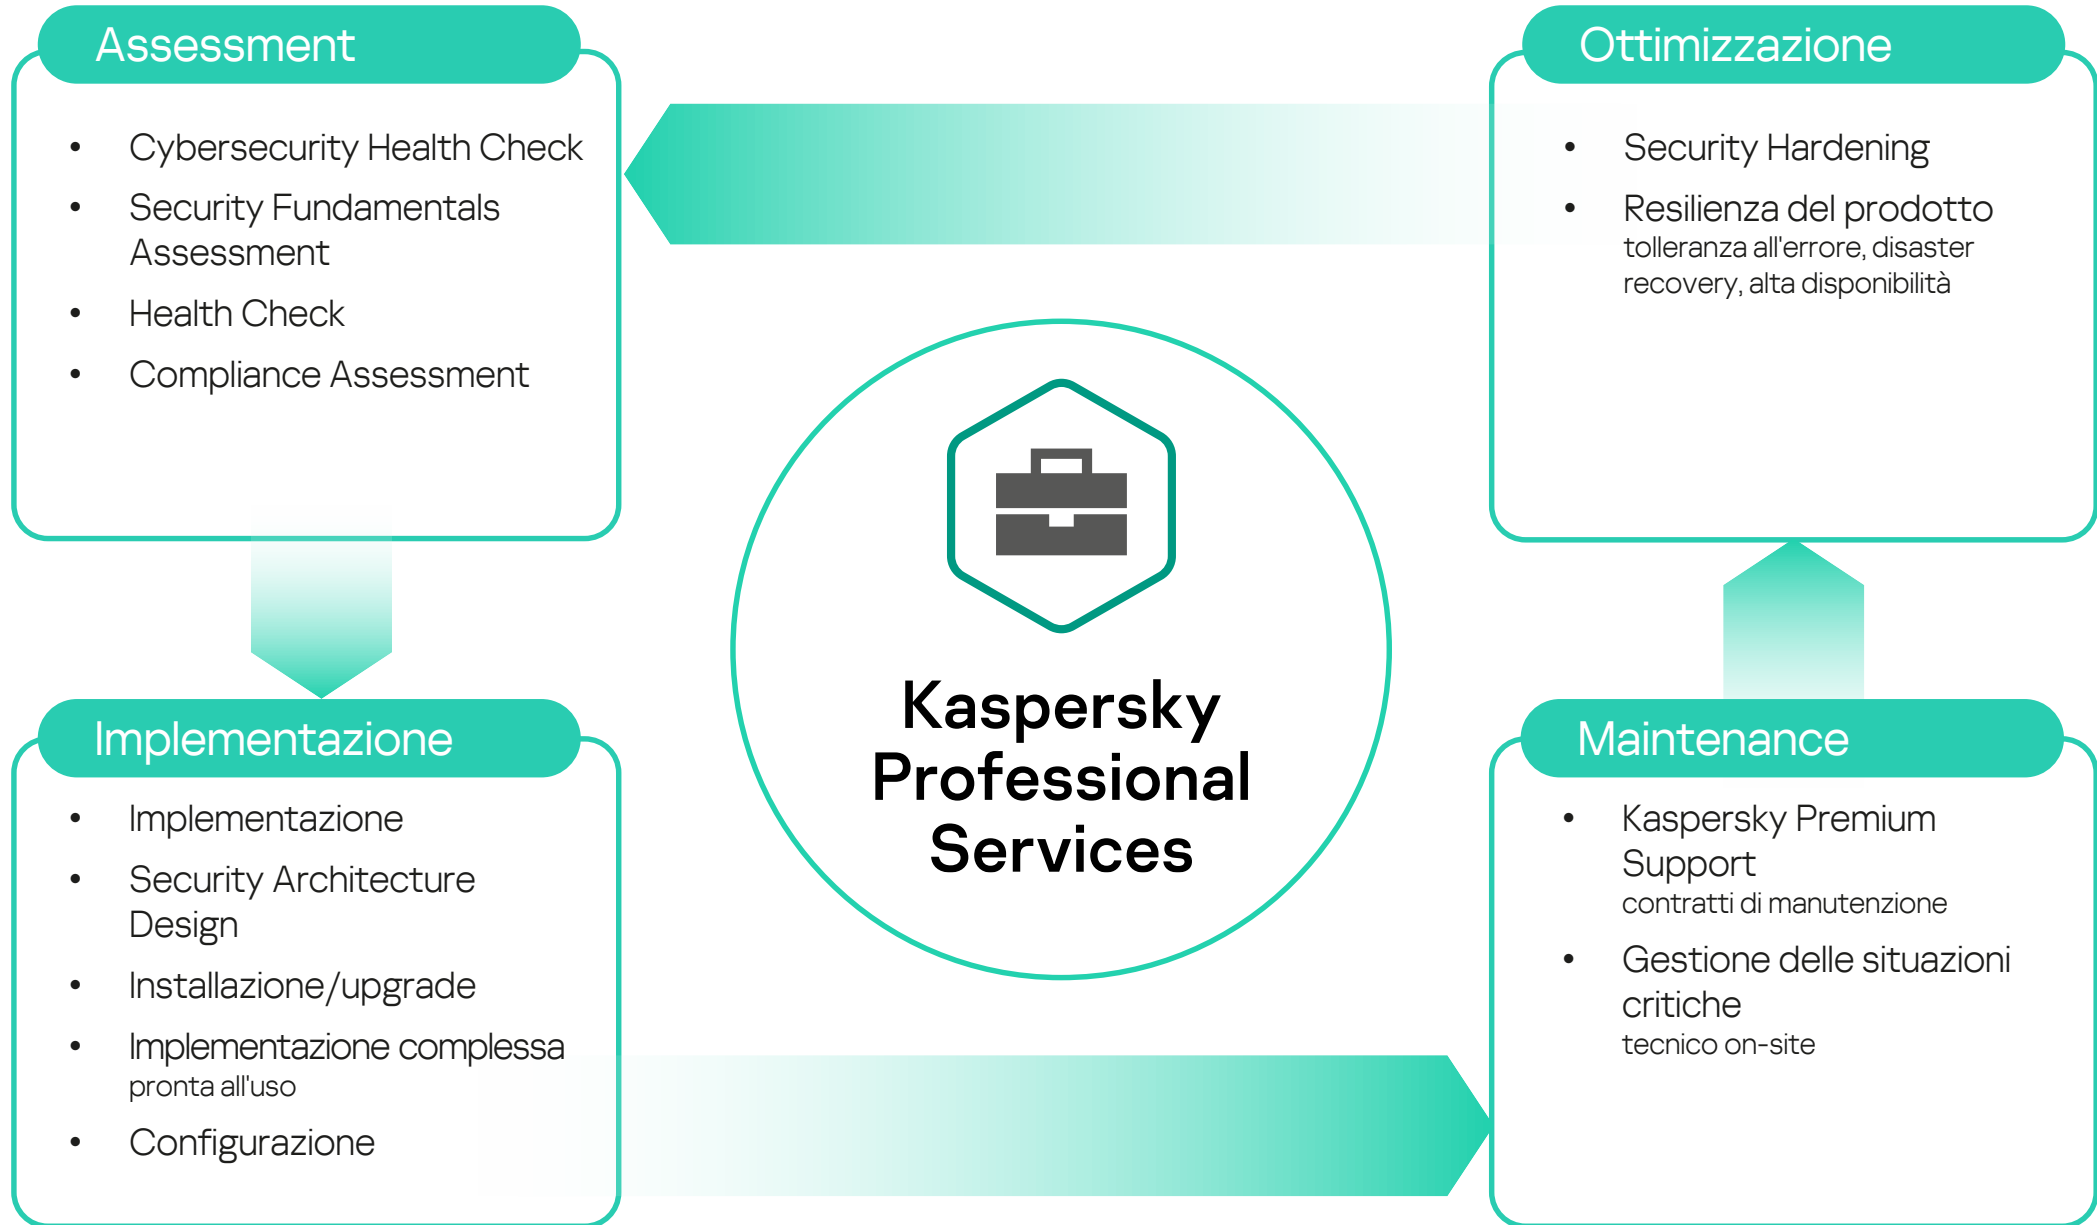 Assessment
• Cybersecurity Health Check
• Security Fundamentals
Assessment
• Health Check
• Compliance Assessment
Ottimizzazione
• Security Hardening
• Resilienza del prodotto
tolleranza all'errore, disaster
recovery, alta disponibilità
Kaspersky
Professional
Services
Implementazione
• Implementazione
• Security Architecture
Design
• Installazione/upgrade
• Implementazione complessa
pronta all'uso
• Configurazione
Maintenance
• Kaspersky Premium
Support
contratti di manutenzione
• Gestione delle situazioni
critiche
tecnico on-site